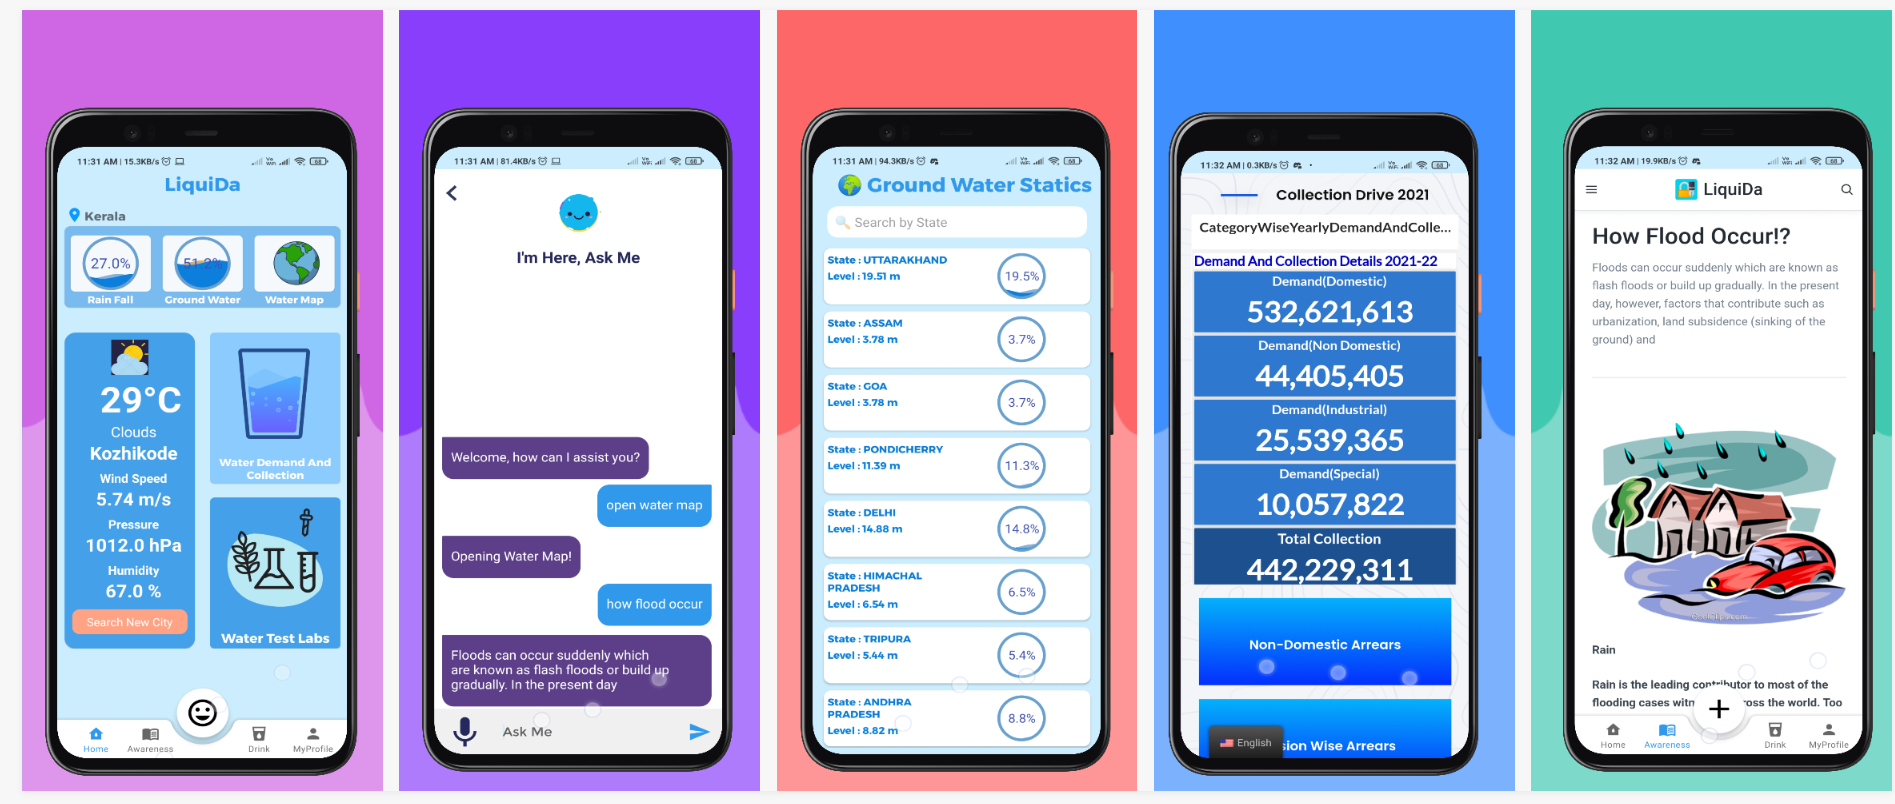 11:31 AM | 15.3KB/s
68
LiquiDa
Kerala
27.0%
51.2%
Rain Fall
Ground Water
Water Map
29°C
Clouds
Kozhikode
Wind Speed
5.74 m/s
Pressure
1012.0 hPa
Humidity
67.0 %
Search New City
Water Demand And
Collection
Water Test Labs
Home
Awareness
Drink
MyProfile
11:31 AM | 81.4KB/s
68
I'm Here, Ask Me
Welcome, how can I assist you?
open water map
Opening Water Map!
how flood occur
Floods can occur suddenly which
are known as flash floods or build up
gradually. In the present day
Ask Me
11:31 AM | 94.3KB/s
68
Ground Water Statics
Search by State
State : UTTARAKHAND
Level : 19.51 m
19.5%
State : ASSAM
Level : 3.78 m
3.7%
State : GOA
Level : 3.78 m
3.7%
State : PONDICHERRY
Level : 11.39 m
11.3%
State : DELHI
Level : 14.88 m
14.8%
State : HIMACHAL
PRADESH
Level : 6.54 m
6.5%
State : TRIPURA
Level : 5.44 m
5.4%
State : ANDHRA
PRADESH
Level : 8.82 m
8.8%
11:32 AM | 0.3KB/s
68
Collection Drive 2021
CategoryWiseYearlyDemandAndColle...
Demand And Collection Details 2021-22
Demand(Domestic)
532,621,613
Demand(Non Domestic)
44,405,405
Demand(Industrial)
25,539,365
Demand(Special)
10,057,822
Total Collection
442,229,311
Non-Domestic Arrears
sion Wise Arrears
English
11:32 AM | 19.9KB/s
68
LiquiDa
How Flood Occur!?
Floods can occur suddenly which are known as
flash floods or build up gradually. In the present
day, however, factors that contribute such as
urbanization, land subsidence (sinking of the
ground) and
Rain
Rain is the leading contributor to most of the
flooding cases witn ross the world. Too
Home
Awareness
Drink
MyProfile